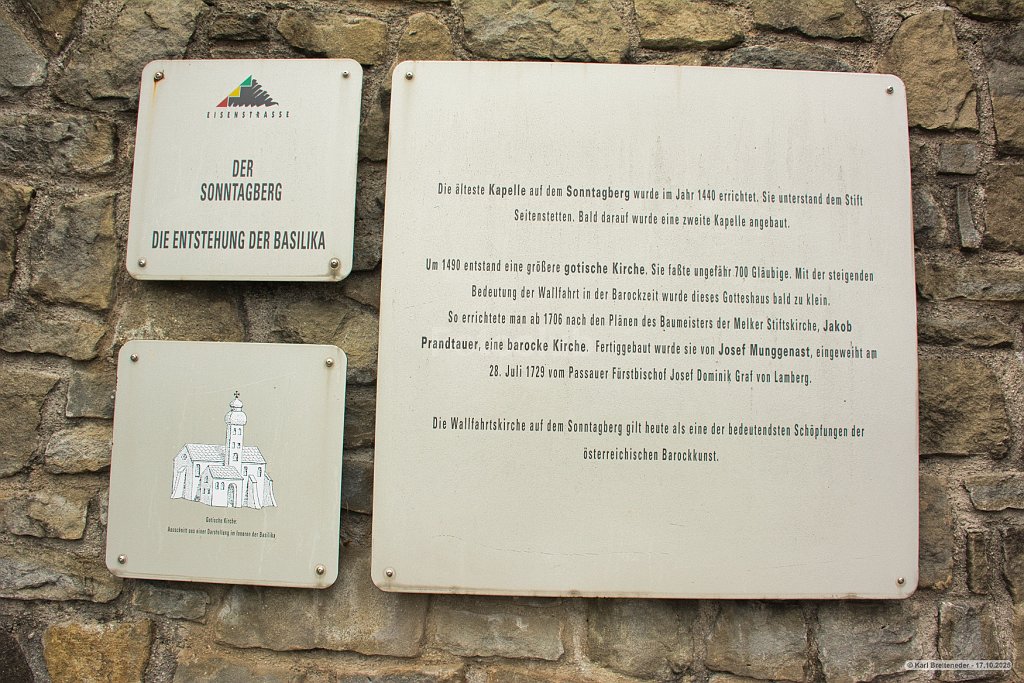 EISENSTRASSE
DER
SONNTAGBERG
DIE ENTSTEHUNG DER BASILIKA
Gotische Kirche:
Ausschnitt aus einer Darstellung im Inneren der Basilika
Die älteste Kapelle auf dem Sonntagberg wurde im Jahr 1440 errichtet. Sie unterstand dem Stift
Seitenstetten. Bald darauf wurde eine zweite Kapelle angebaut.
Um 1490 entstand eine größere gotische Kirche. Sie faßte ungefähr 700 Gläubige. Mit der steigenden
Bedeutung der Wallfahrt in der Barockzeit wurde dieses Gotteshaus bald zu klein.
So errichtete man ab 1706 nach den Plänen des Baumeisters der Melker Stiftskirche, Jakob
Prandtauer, eine barocke Kirche. Fertiggebaut wurde sie von Josef Munggenast, eingeweiht am
28. Juli 1729 vom Passauer Fürstbischof Josef Dominik Graf von Lamberg.
Die Wallfahrtskirche auf dem Sonntagberg gilt heute als eine der bedeutendsten Schöpfungen der
österreichischen Barockkunst.
© Karl Breiteneder - 17.10.2025